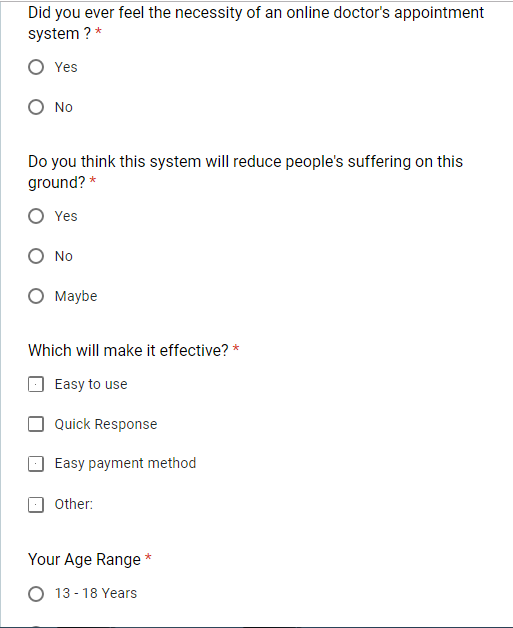 Did you ever feel the necessity of an online doctor's appointment
system ? *
Yes
No
Do you think this system will reduce people's suffering on this
ground? *
Yes
No
Maybe
Which will make it effective? *
Easy to use
Quick Response
Easy payment method
Other:
Your Age Range *
13 - 18 Years